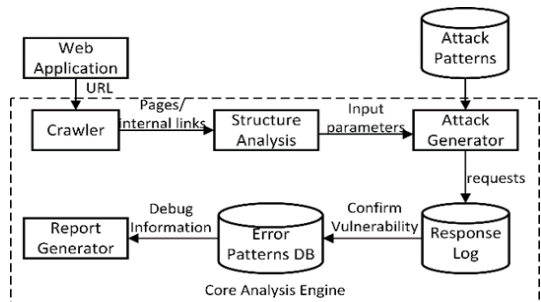 Web
Application
Attack
Patterns
URL
Crawler
Pages/
internal links
Structure
Analysis
Input
parameters
Attack
Generator
requests
Report
Generator
Debug
Information
Error
Patterns DB
Confirm
Vulnerability
Response
Log
Core Analysis Engine